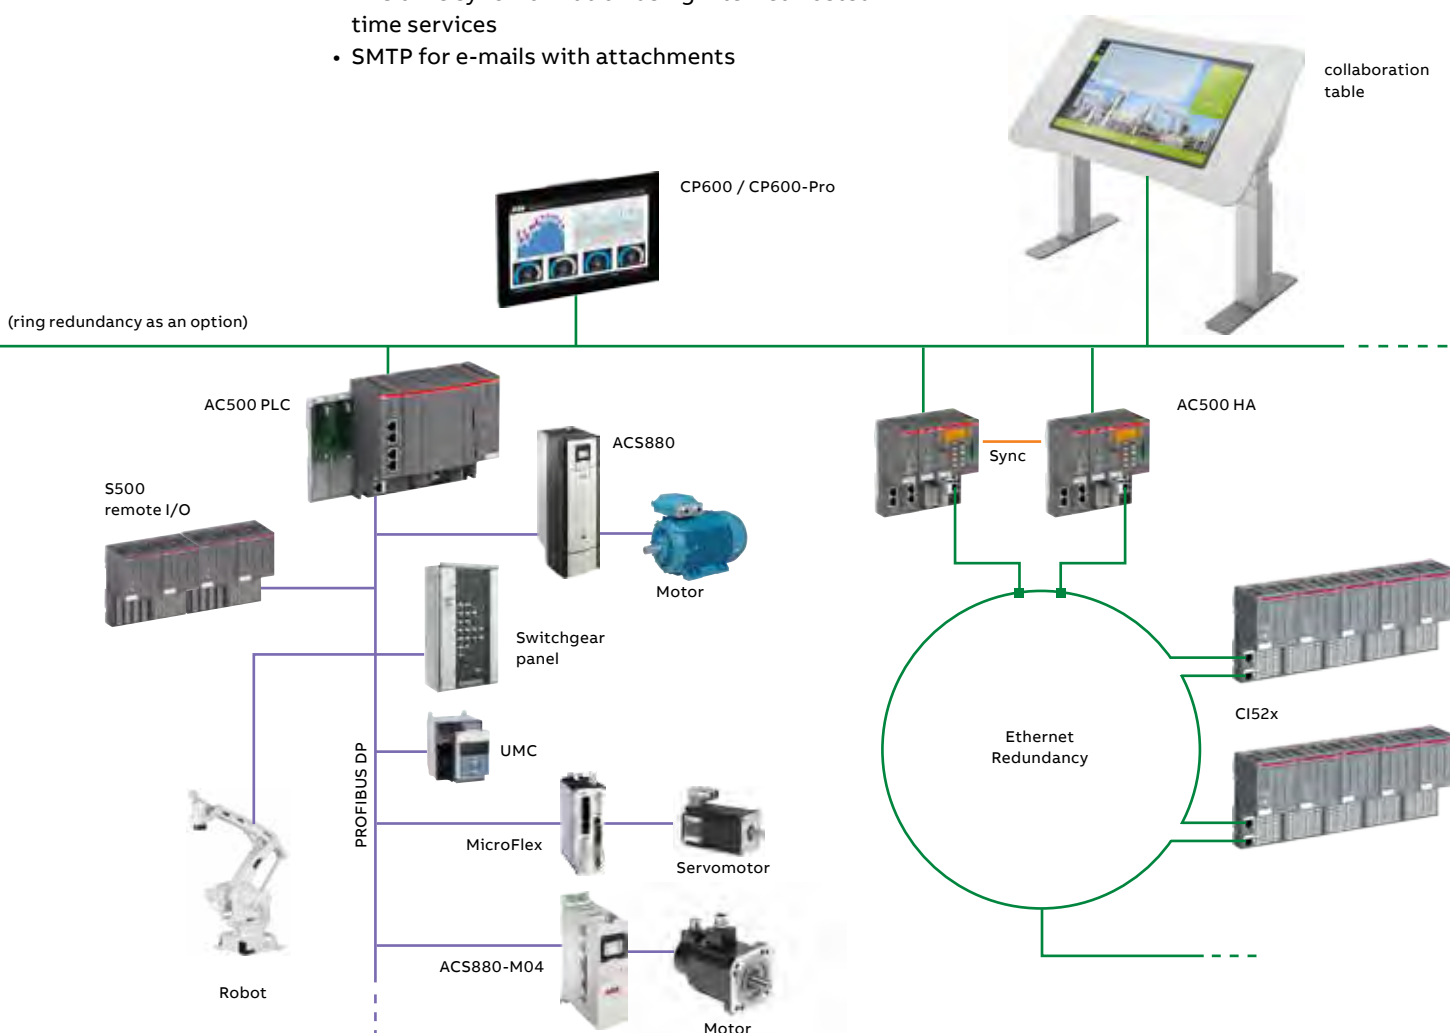 time services
• SMTP for e-mails with attachments
collaboration
table
CP600 / CP600-Pro
(ring redundancy as an option)
AC500 PLC
AC500 HA
ACS880
Sync
S500
remote I/O
Motor
Switchgear
panel
CI52x
Ethernet
Redundancy
UMC
PROFIBUS DP
MicroFlex
Servomotor
ACS880-M04
Robot
Motor